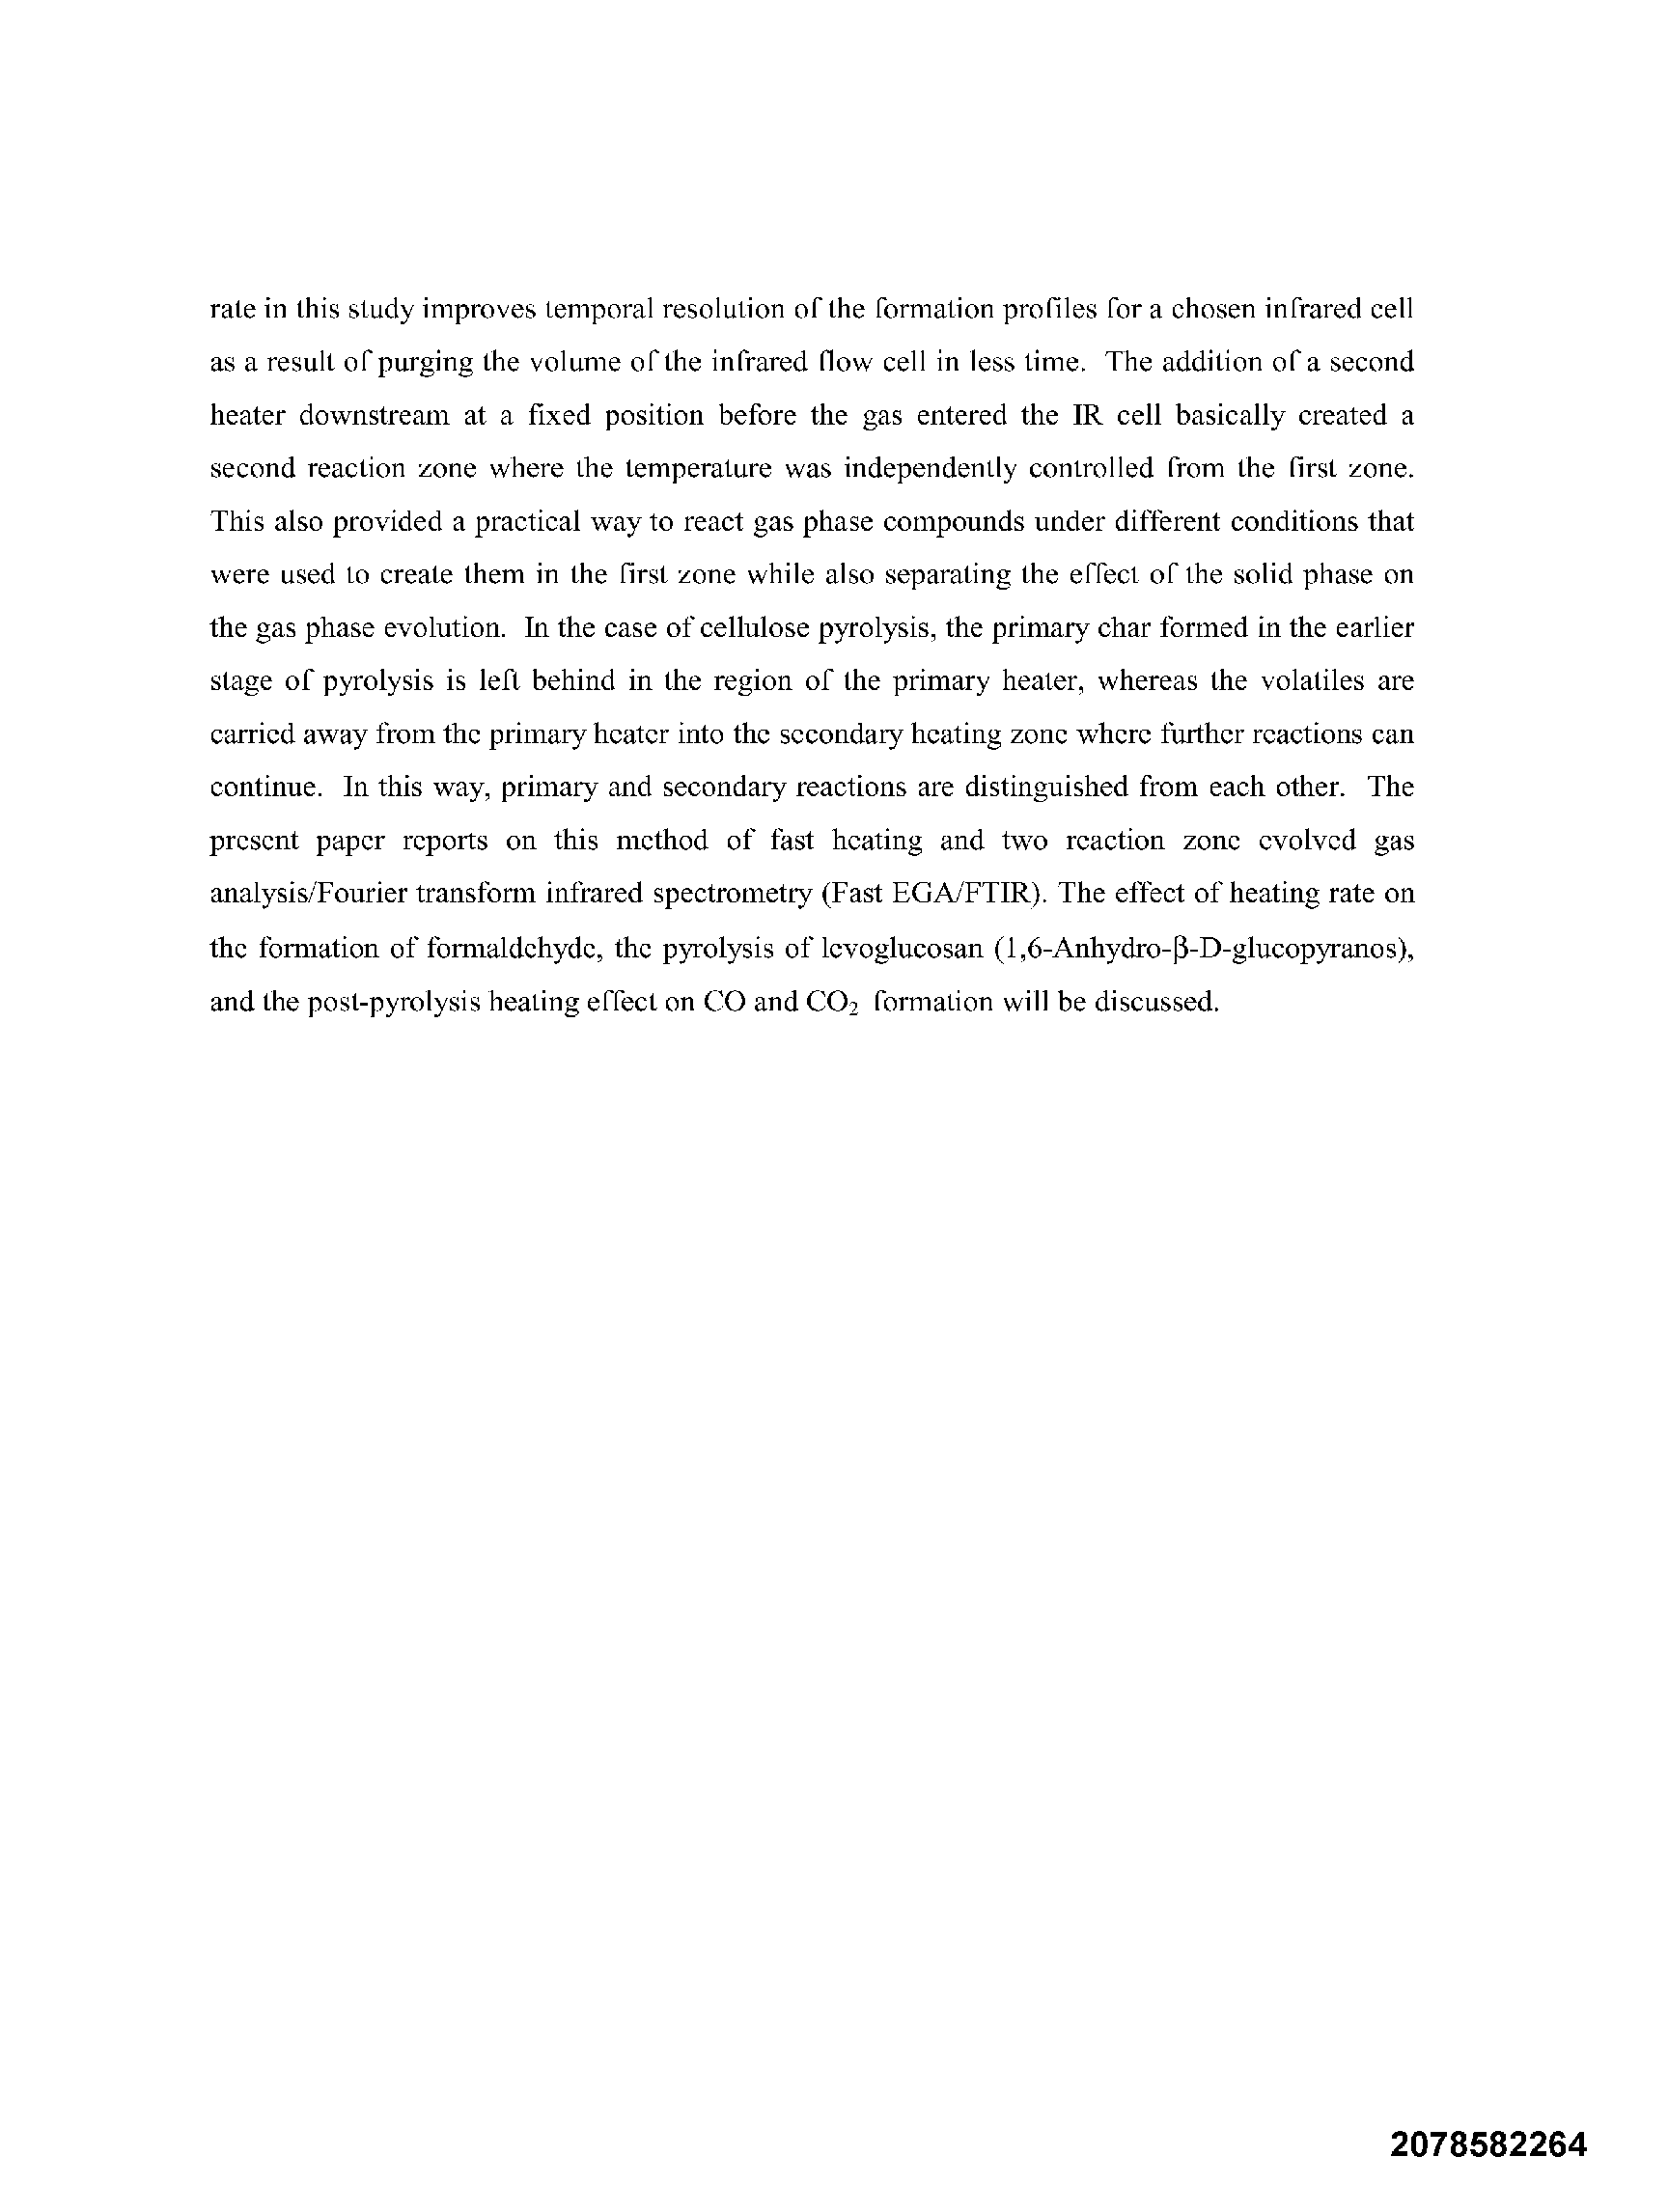 rate in this study improves temporal resolution of the formation profiles for a chosen infrared cell
as a result of purging the volume of the infrared flow cell in less time.  The addition of a second
heater downstream at a fixed position before the gas entered the IR cell basically created a
second reaction zone where the temperature was independently controlled from the first zone.
This also provided a practical way to react gas phase compounds under different conditions that
were used to create them in the first zone while also separating the effect of the solid phase on
the gas phase evolution.  In the case of cellulose pyrolysis, the primary char formed in the earlier
stage of pyrolysis is left behind in the region of the primary heater, whereas the volatiles are
carried away from the primary heater into the secondary heating zone where further reactions can
continue.  In this way, primary and secondary reactions are distinguished from each other.  The
present paper reports on this method of fast heating and two reaction zone evolved gas
analysis/Fourier transform infrared spectrometry (Fast EGA/FTIR). The effect of heating rate on
the formation of formaldehyde, the pyrolysis of levoglucosan (1,6-Anhydro-β-D-glucopyranos),
and the post-pyrolysis heating effect on CO and CO₂  formation will be discussed.
2078582264